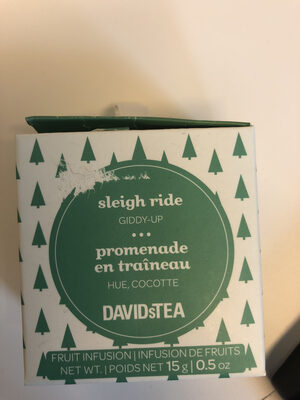 sleigh ride
GIDDY-UP
•••
promenade
en traîneau
HUE, COCOTTE
DAVIDsTEA
FRUIT INFUSION | INFUSION DE FRUITS
NET WT. | POIDS NET 15 g | 0.5 oz